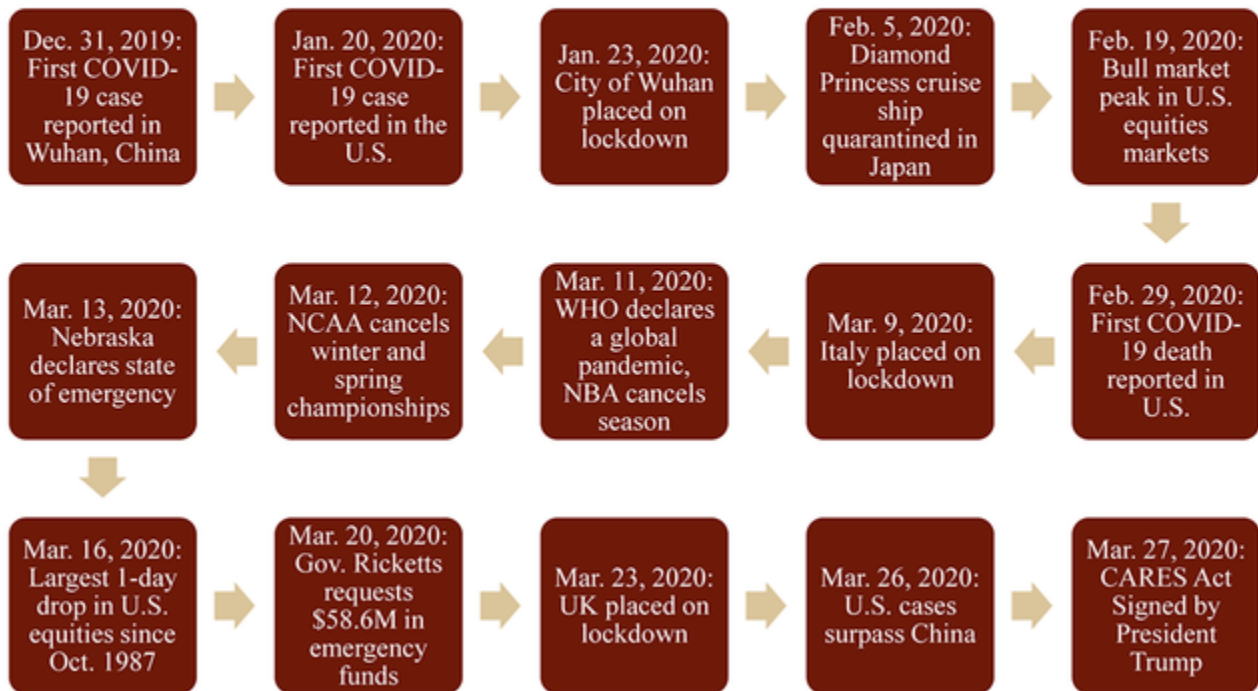 Dec. 31, 2019:
First COVID-
19 case
reported in
Wuhan, China
Jan. 20, 2020:
First COVID-
19 case
reported in the
U.S.
Jan. 23, 2020:
City of Wuhan
placed on
lockdown
Feb. 5, 2020:
Diamond
Princess cruise
ship
quarantined in
Japan
Feb. 19, 2020:
Bull market
peak in U.S.
equities
markets
Feb. 29, 2020:
First COVID-
19 death
reported in
U.S.
Mar. 9, 2020:
Italy placed on
lockdown
Mar. 11, 2020:
WHO declares
a global
pandemic,
NBA cancels
season
Mar. 12, 2020:
NCAA cancels
winter and
spring
championships
Mar. 13, 2020:
Nebraska
declares state
of emergency
Mar. 16, 2020:
Largest 1-day
drop in U.S.
equities since
Oct. 1987
Mar. 20, 2020:
Gov. Ricketts
requests
$58.6M in
emergency
funds
Mar. 23, 2020:
UK placed on
lockdown
Mar. 26, 2020:
U.S. cases
surpass China
Mar. 27, 2020:
CARES Act
Signed by
President
Trump